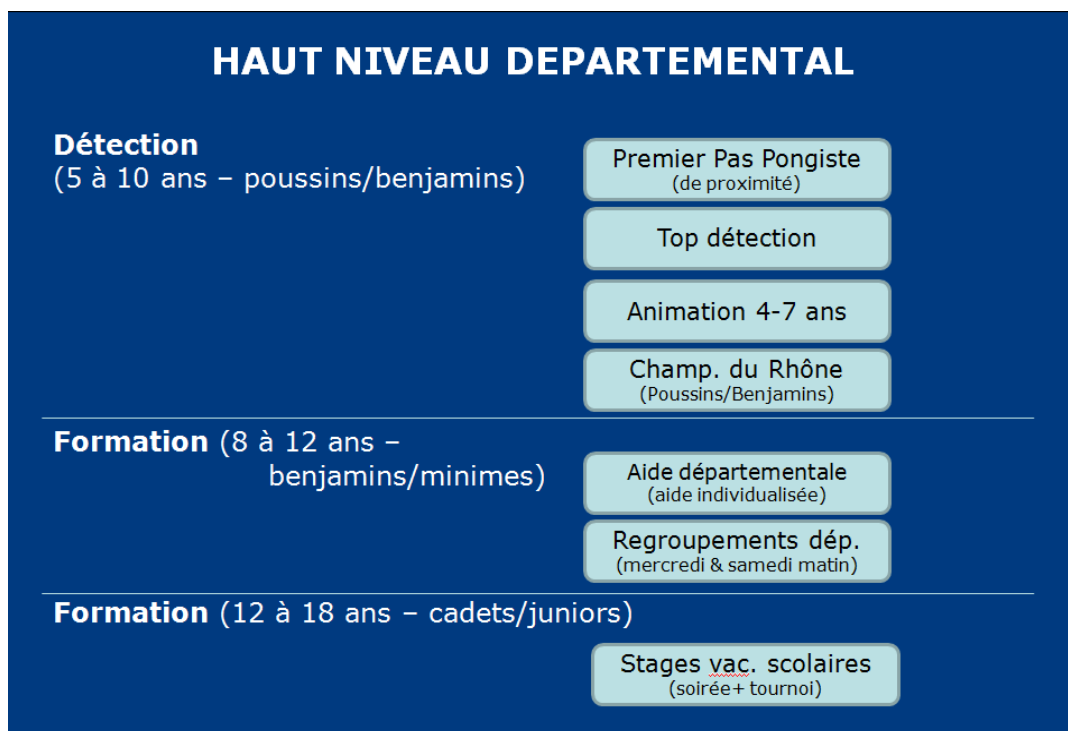 HAUT NIVEAU DEPARTEMENTAL
Détection
(5 à 10 ans – poussins/benjamins)
Premier Pas Pongiste
(de proximité)
Top détection
Animation 4-7 ans
Champ. du Rhône
(Poussins/Benjamins)
Formation (8 à 12 ans –
benjamins/minimes)
Aide départementale
(aide individualisée)
Regroupements dép.
(mercredi & samedi matin)
Formation (12 à 18 ans – cadets/juniors)
Stages vac. scolaires
(soirée+ tournoi)